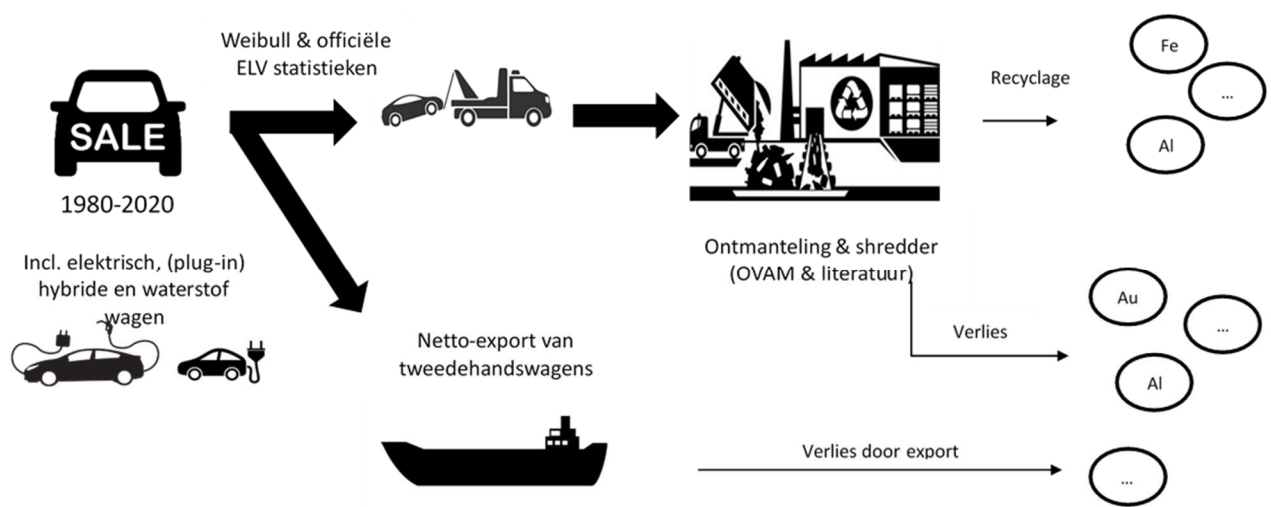 Weibull & officiële
ELV statistieken
SALE
1980-2020
Incl. elektrisch, (plug-in)
hybride en waterstof
wagen
Netto-export van
tweedehandswagens
Ontmanteling & shredder
(OVAM & literatuur)
Recyclage
Fe
...
Al
Verlies
Au
...
Al
Verlies door export
...